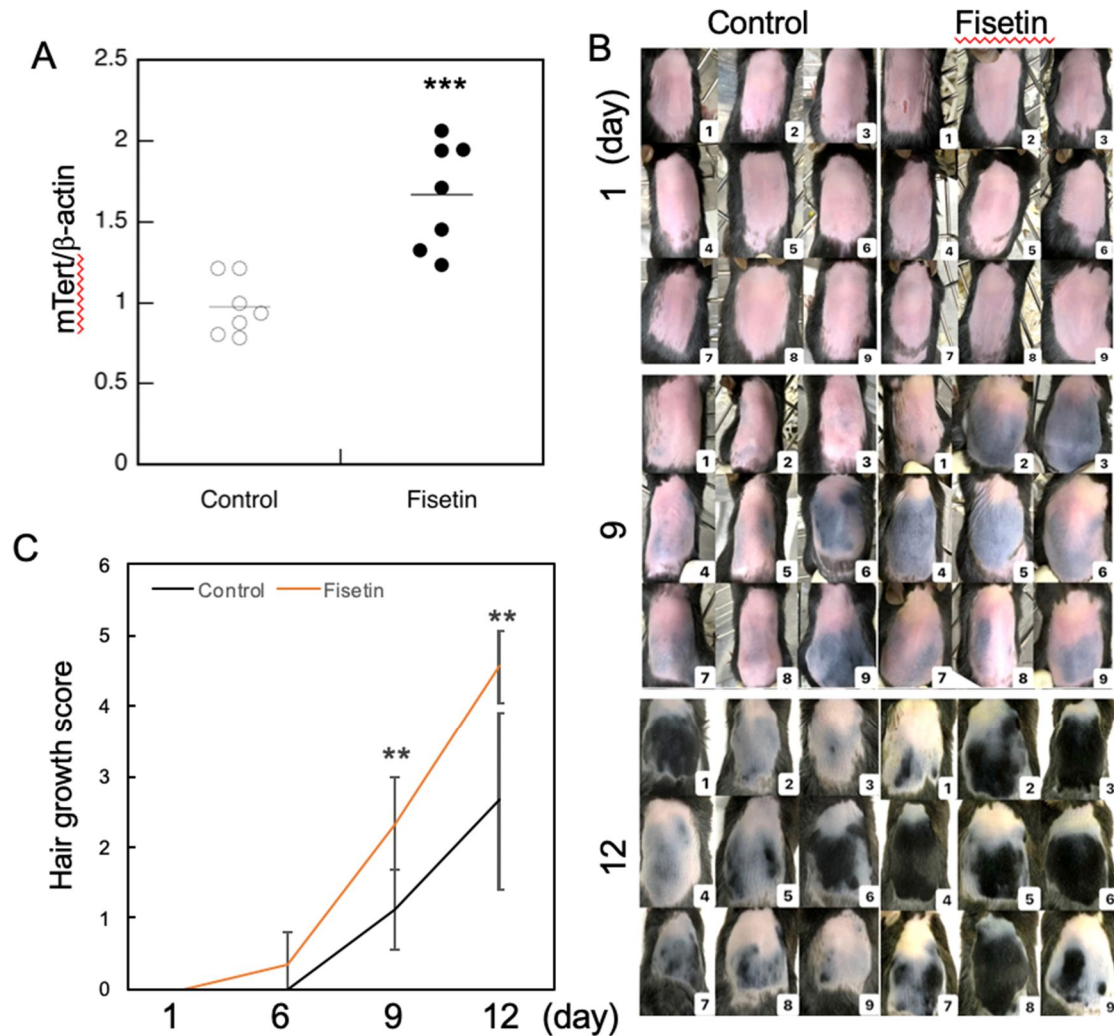 A
2.5
2
1.5
1
0.5
0
mTert/β-actin
***
Control
Fisetin
B
Control
Fisetin
1 (day)
1 2 3 1 2 3
4 5 6 4 5 6
7 8 9 7 8 9
9
1 2 3 1 2 3
4 5 6 4 5 6
7 8 9 7 8 9
12
1 2 3 1 2 3
4 5 6 4 5 6
7 8 9 7 8 9
C
6
5
4
3
2
1
0
Hair growth score
Control Fisetin
**
**
1 6 9 12 (day)